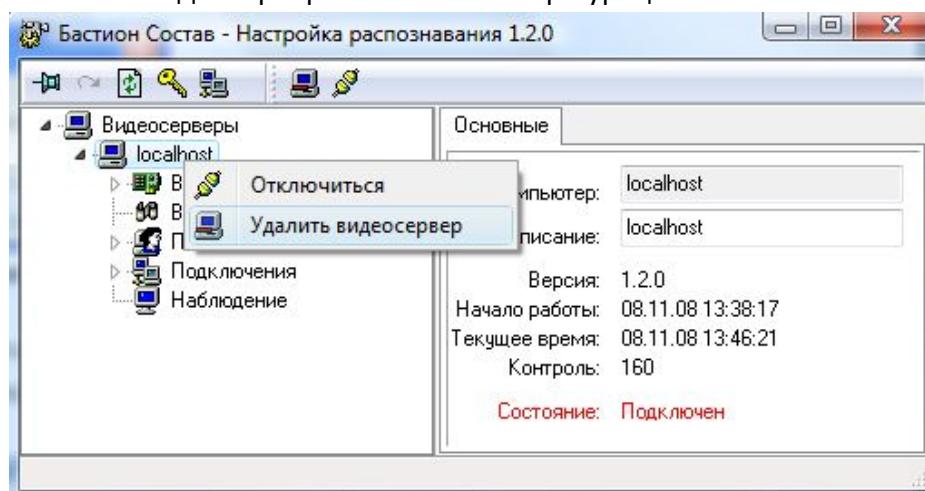 Бастион Состав - Настройка распознавания 1.2.0
Видеосерверы
localhost
В
В
П
Подключения
Наблюдение
Отключиться
Удалить видеосервер
Основные
мпьютер: localhost
писание: localhost
Версия: 1.2.0
Начало работы: 08.11.08 13:38:17
Текущее время: 08.11.08 13:46:21
Контроль: 160
Состояние: Подключен